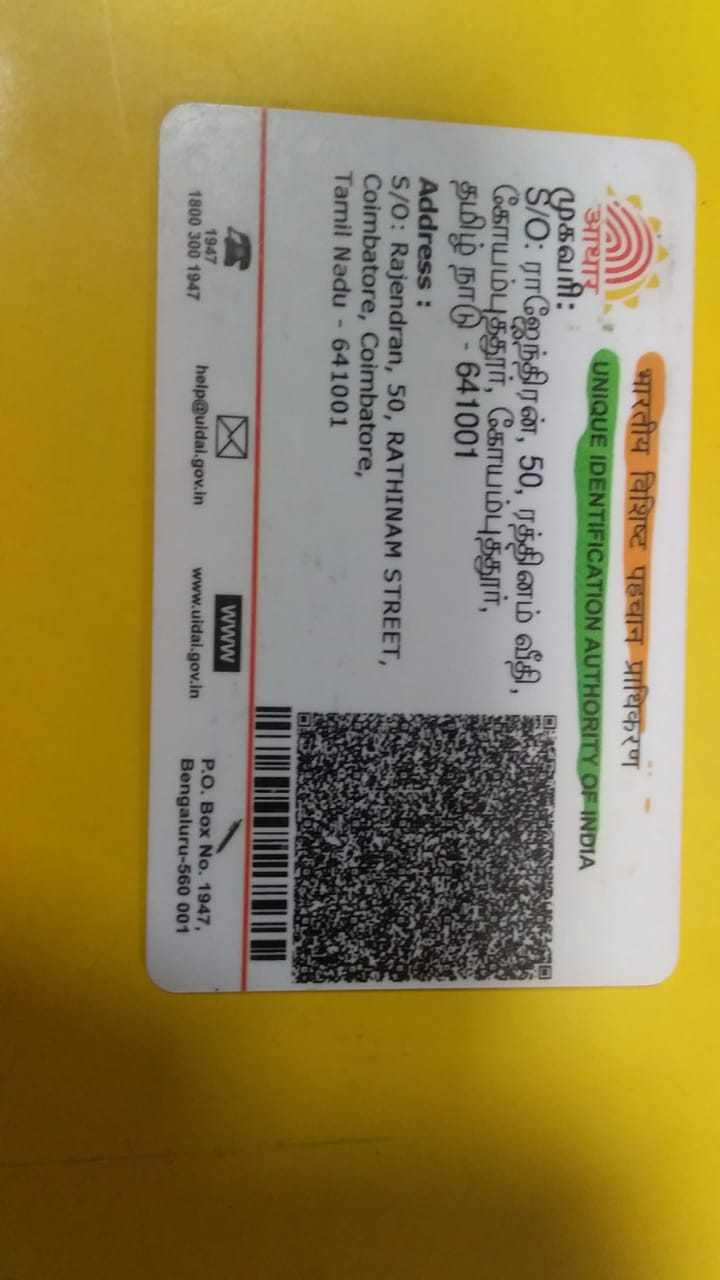 आधार
भारतीय विशिष्ट पहचान प्राधिकरण
UNIQUE IDENTIFICATION AUTHORITY OF INDIA
முகவரி:
S/O: ராஜேந்திரன், 50, ரத்தினம் வீதி,
கோயம்புத்தூர், கோயம்புத்தூர்,
தமிழ் நாடு - 641001
Address :
S/O: Rajendran, 50, RATHINAM STREET,
Coimbatore, Coimbatore,
Tamil Nadu - 641001
1947
1800 300 1947
help@uidai.gov.in
WWW
www.uidai.gov.in
P.O. Box No. 1947,
Bengaluru-560 001